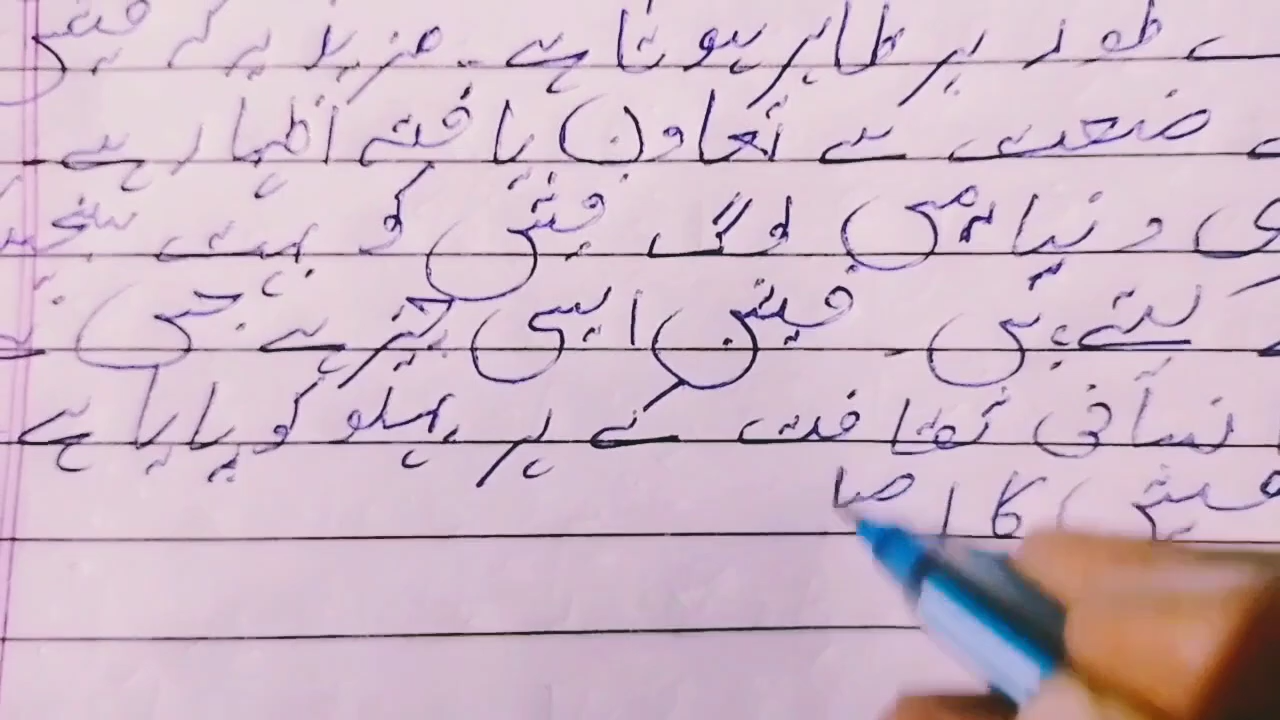 طور پر ظاہر ہوتا ہے۔ مزید یہ کہ فیشن
صنعت سے تعاون یا فتہ اظہار ہے
دنیا میں لوگ فیشن کو بہت
لیتے ہیں۔ فیشن ایسی چیز ہے جس
انسانی ثقافت کے ہر پہلو کو پایا ہے
فیشن کا اصا